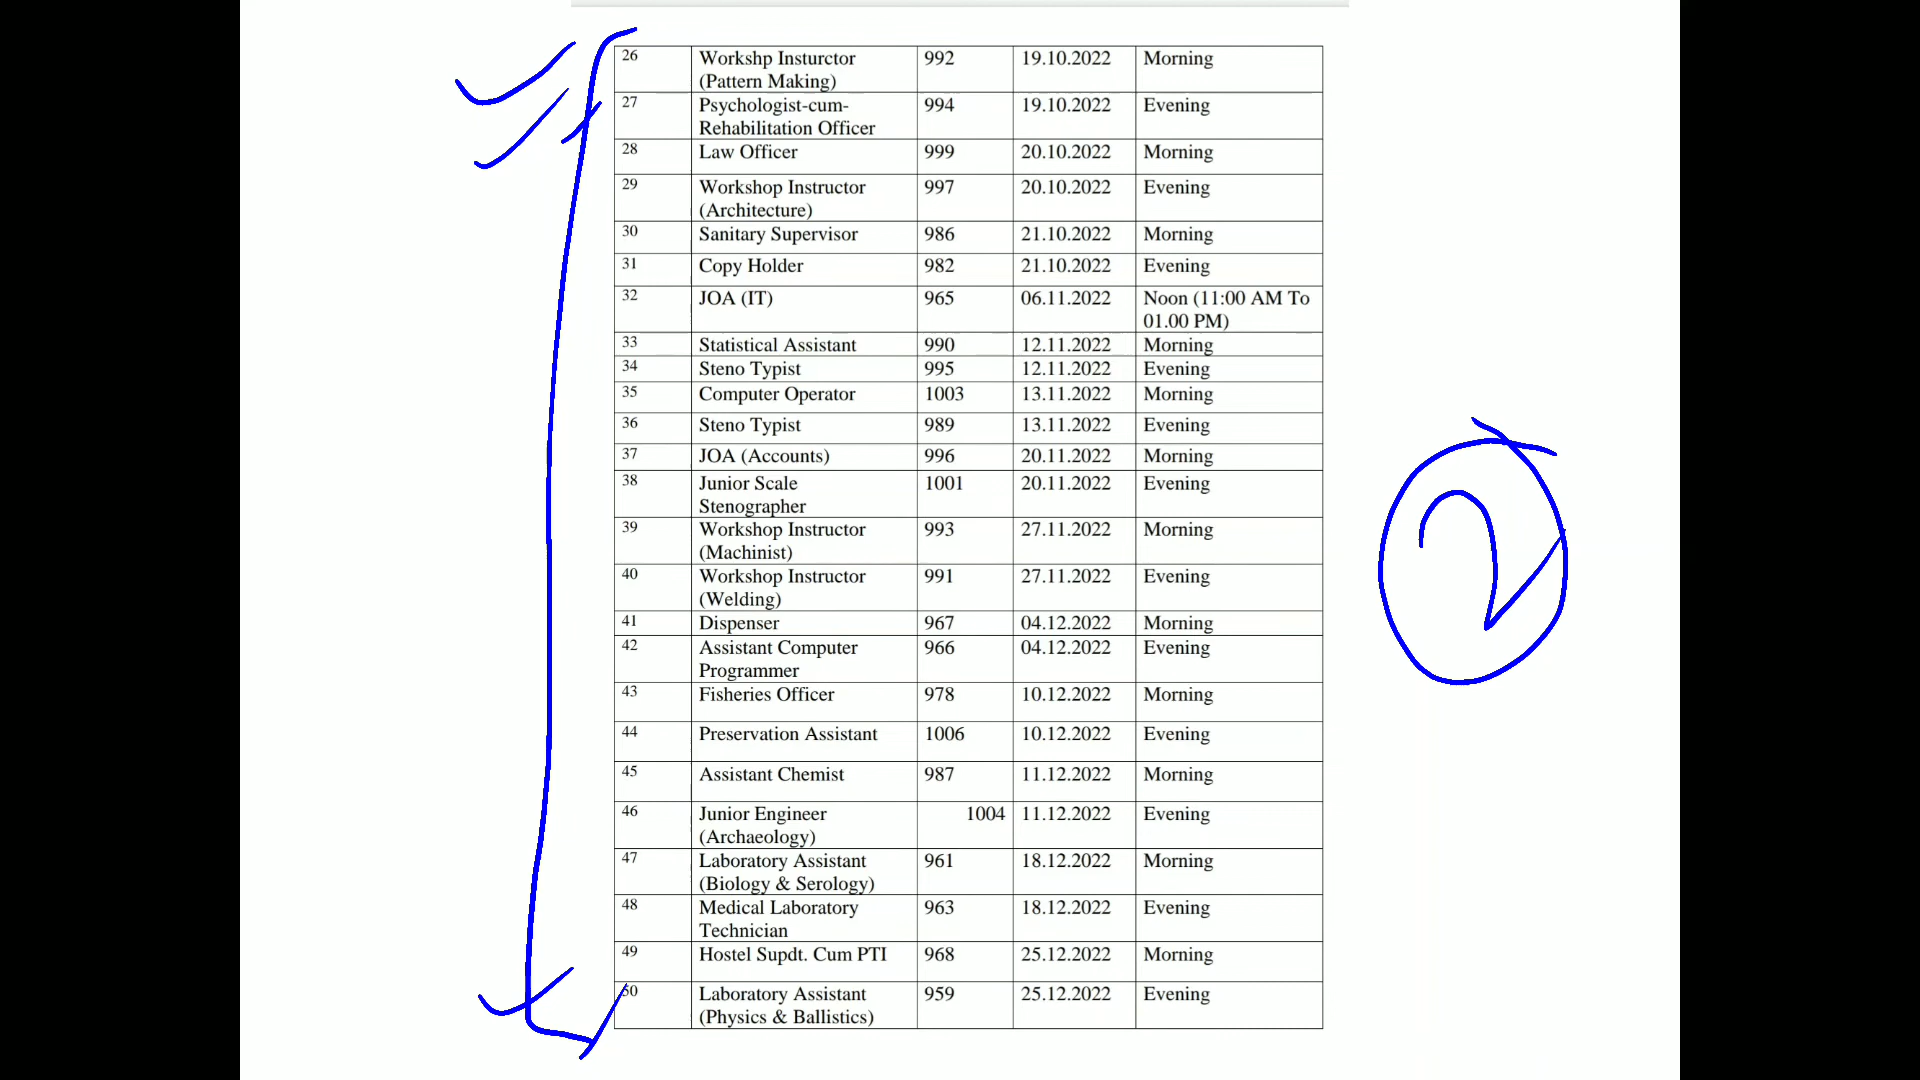 26 Workshp Insturctor 992 19.10.2022 Morning
(Pattern Making)
27 Psychologist-cum- 994 19.10.2022 Evening
Rehabilitation Officer
28 Law Officer 999 20.10.2022 Morning
29 Workshop Instructor 997 20.10.2022 Evening
(Architecture)
30 Sanitary Supervisor 986 21.10.2022 Morning
31 Copy Holder 982 21.10.2022 Evening
32 JOA (IT) 965 06.11.2022 Noon (11:00 AM To
01.00 PM)
33 Statistical Assistant 990 12.11.2022 Morning
34 Steno Typist 995 12.11.2022 Evening
35 Computer Operator 1003 13.11.2022 Morning
36 Steno Typist 989 13.11.2022 Evening
37 JOA (Accounts) 996 20.11.2022 Morning
38 Junior Scale 1001 20.11.2022 Evening
Stenographer
39 Workshop Instructor 993 27.11.2022 Morning
(Machinist)
40 Workshop Instructor 991 27.11.2022 Evening
(Welding)
2
41 Dispenser 967 04.12.2022 Morning
42 Assistant Computer 966 04.12.2022 Evening
Programmer
43 Fisheries Officer 978 10.12.2022 Morning
44 Preservation Assistant 1006 10.12.2022 Evening
45 Assistant Chemist 987 11.12.2022 Morning
46 Junior Engineer 1004 11.12.2022 Evening
(Archaeology)
47 Laboratory Assistant 961 18.12.2022 Morning
(Biology & Serology)
48 Medical Laboratory 963 18.12.2022 Evening
Technician
49 Hostel Supdt. Cum PTI 968 25.12.2022 Morning
50 Laboratory Assistant 959 25.12.2022 Evening
(Physics & Ballistics)